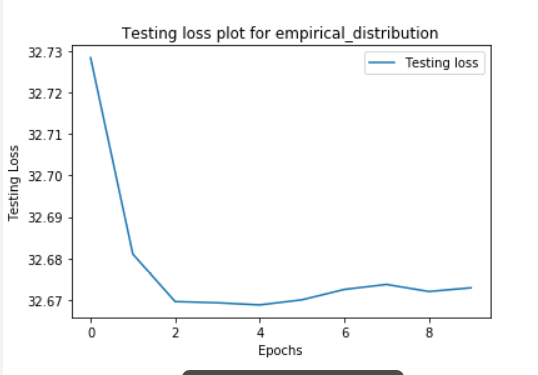 Testing loss plot for empirical_distribution
Testing loss
32.73
32.72
32.71
32.70
32.69
32.68
32.67
Testing Loss
0 2 4 6 8
Epochs